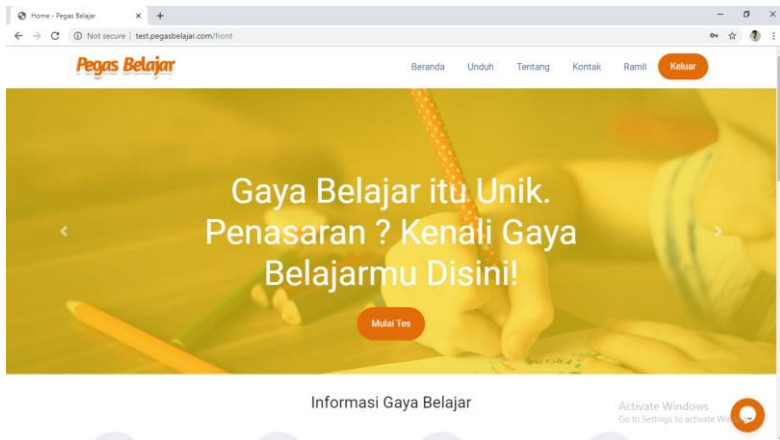 Home - Pegas Belajar
Not secure | test.pegasbelajar.com/front
Pegas Belajar
Beranda Unduh Tentang Kontak Ramli Keluar
Gaya Belajar itu Unik.
Penasaran ? Kenali Gaya
Belajarmu Disini!
Mulai Tes
Informasi Gaya Belajar
Activate Windows
Go to Settings to activate